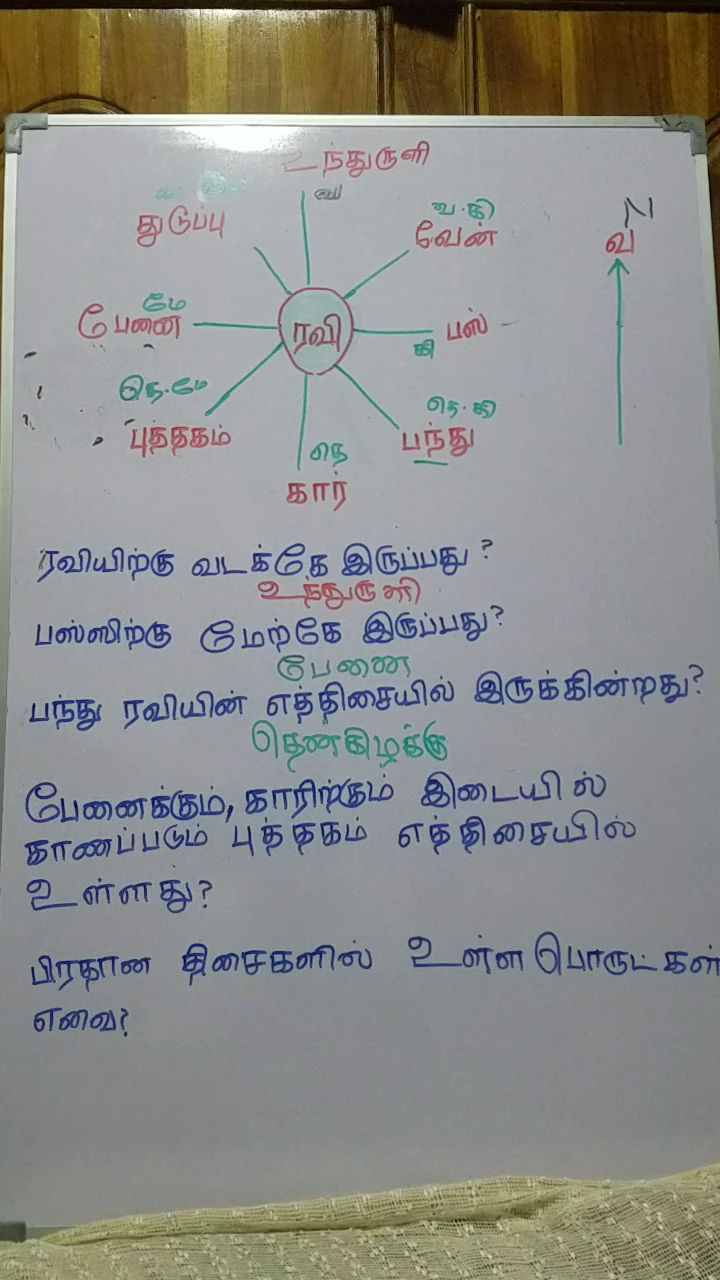 உந்துருளி
வ
துடுப்பு
வ.கி
வேன்
N
வ
மே
பேனை
ரவி
பஸ்
கி
தெ.மே
புத்தகம்
தெ.கி
பந்து
தெ
கார்
ரவியிற்கு வடக்கே இருப்பது?
உந்துருளி
பஸ்ஸிற்கு மேற்கே இருப்பது?
பேனை
பந்து ரவியின் எத்திசையில் இருக்கின்றது?
தென்கிழக்கு
பேனைக்கும், காரிற்கும் இடையில்
காணப்படும் புத்தகம் எத்திசையில்
உள்ளது?
பிரதான திசைகளில் உள்ள பொருட்கள்
எவை?